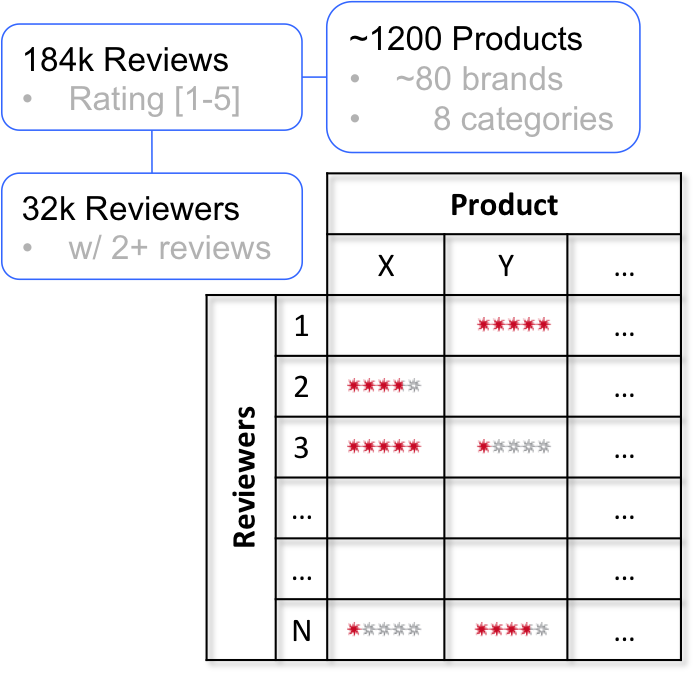 184k Reviews
• Rating [1-5]
~1200 Products
• ~80 brands
• 8 categories
32k Reviewers
• w/ 2+ reviews
Product
X Y ...
Reviewers
1 ...
2 ...
3 ...
... ...
... ...
N ...